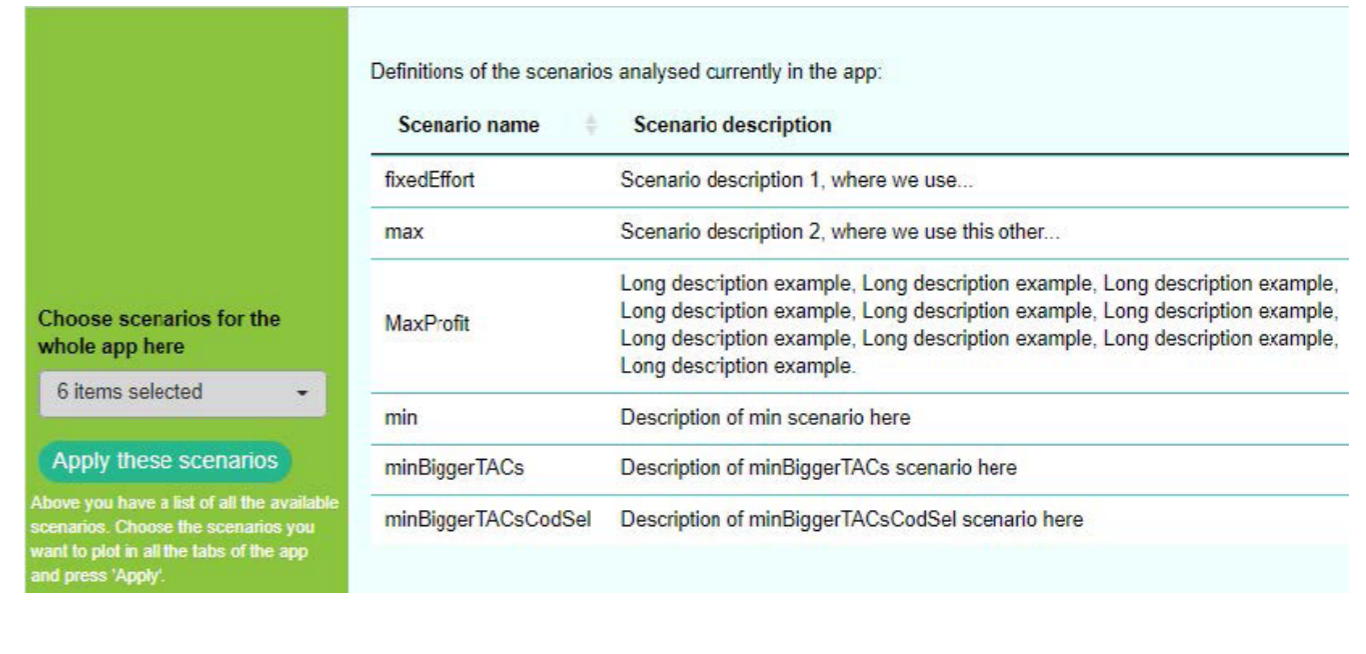 Choose scenarios for the
whole app here
6 items selected
Apply these scenarios
Above you have a list of all the available
scenarios. Choose the scenarios you
want to plot in all the tabs of the app
and press 'Apply'.
Definitions of the scenarios analysed currently in the app:
Scenario name Scenario description
fixedEffort Scenario description 1, where we use...
max Scenario description 2, where we use this other...
MaxProfit Long description example, Long description example, Long description example,
Long description example, Long description example, Long description example,
Long description example, Long description example, Long description example,
Long description example.
min Description of min scenario here
minBiggerTACs Description of minBiggerTACs scenario here
minBiggerTACsCodSel Description of minBiggerTACsCodSel scenario here